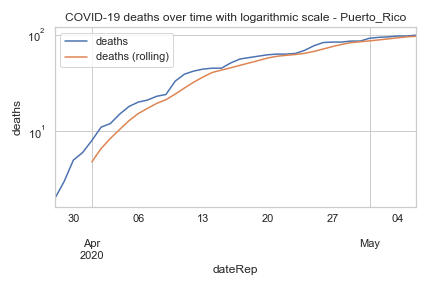 COVID-19 deaths over time with logarithmic scale - Puerto_Rico
deaths
deaths (rolling)
10²
10¹
deaths
30 06 13 20 27 04
Apr May
2020
dateRep